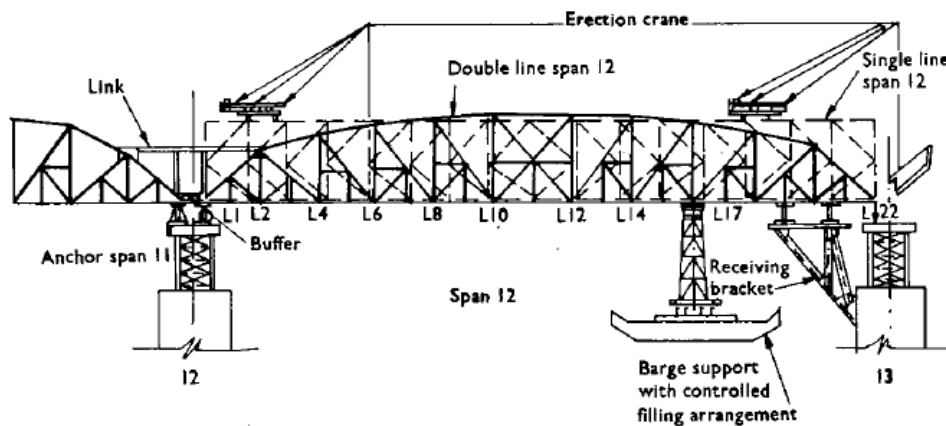 Erection crane
Double line span 12
Single line
span 12
Link
L1 L2 L4 L6 L8 L10 L12 L14 L17 L 22
Buffer
Anchor span 11
Receiving
bracket
Span 12
Barge support
with controlled
filling arrangement
12
13